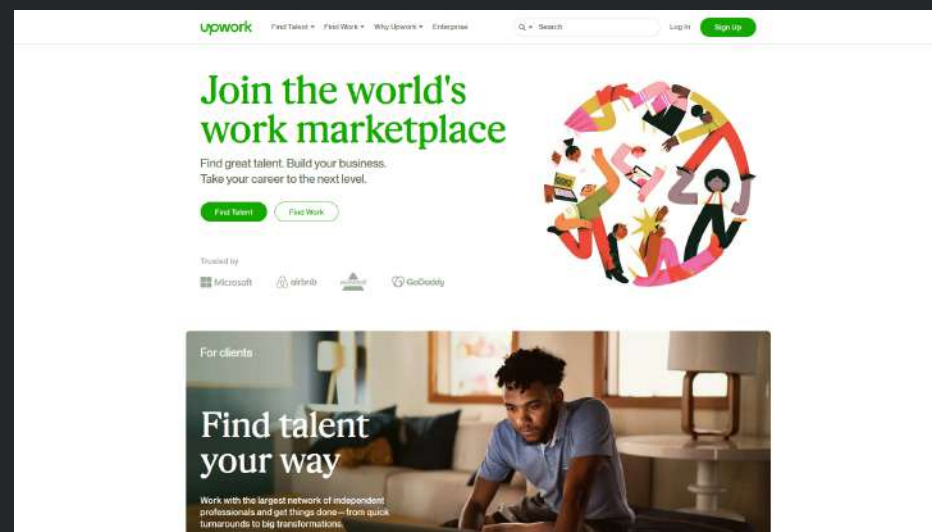 upwork Find Talent Find Work Why Upwork Enterprise Search Log In Sign Up
Join the world's
work marketplace
Find great talent. Build your business.
Take your career to the next level.
Find Talent Find Work
Trusted by
Microsoft airbnb GoDaddy
For clients
Find talent
your way
Work with the largest network of independent
professionals and get things done—from quick
turnarounds to big transformations.